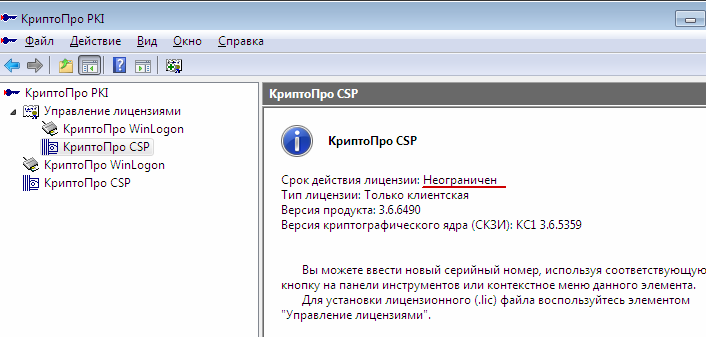 КриптоПро PKI
Файл Действие Вид Окно Справка
КриптоПро PKI
Управление лицензиями
КриптоПро WinLogon
КриптоПро CSP
КриптоПро WinLogon
КриптоПро CSP
КриптоПро CSP
КриптоПро CSP
Срок действия лицензии: Неограничен
Тип лицензии: Только клиентская
Версия продукта: 3.6.6490
Версия криптографического ядра (СКЗИ): КС1 3.6.5359
Вы можете ввести новый серийный номер, используя соответствующую
кнопку на панели инструментов или контекстное меню данного элемента.
Для установки лицензионного (.lic) файла воспользуйтесь элементом
"Управление лицензиями".